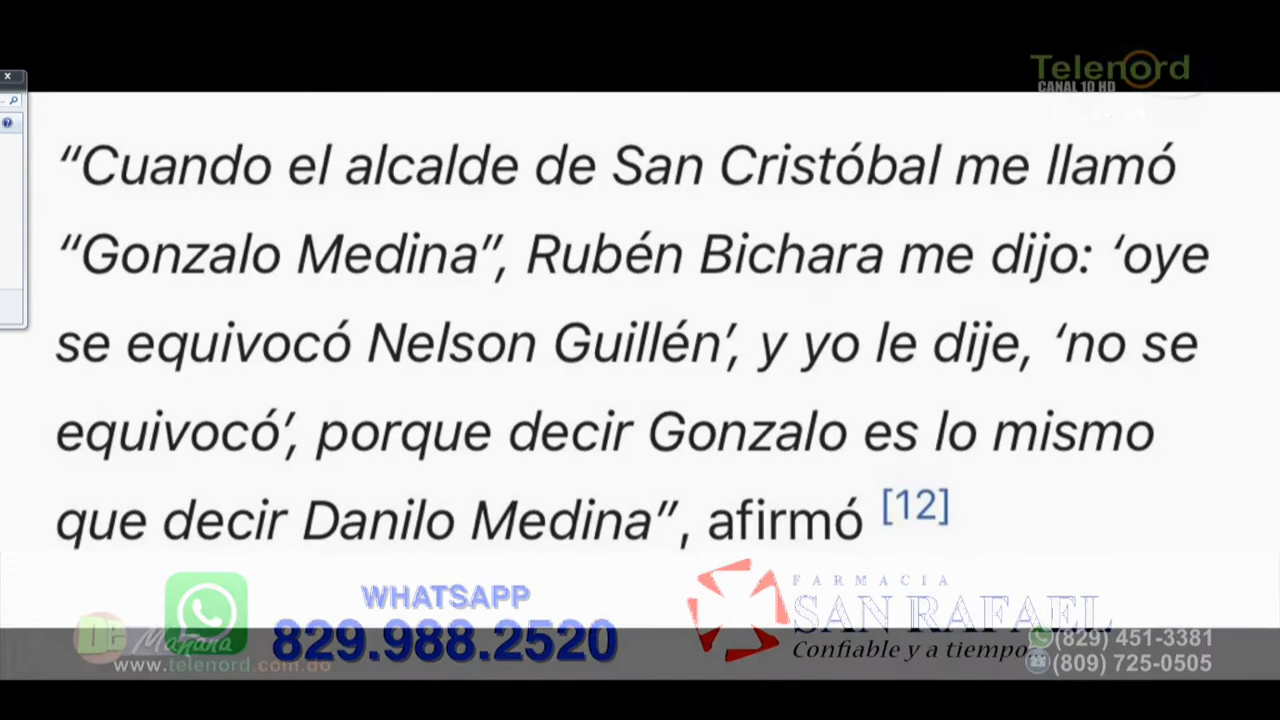 Telenord
CANAL 10 HD
“Cuando el alcalde de San Cristóbal me llamó
“Gonzalo Medina”, Rubén Bichara me dijo: ‘oye
se equivocó Nelson Guillén’, y yo le dije, ‘no se
equivocó’, porque decir Gonzalo es lo mismo
que decir Danilo Medina”, afirmó [12]
WHATSAPP
829.988.2520
FARMACIA
SAN RAFAEL
Confiable y a tiempo...
DE Mañana
www.telenord.com.do
(829) 451-3381
(809) 725-0505